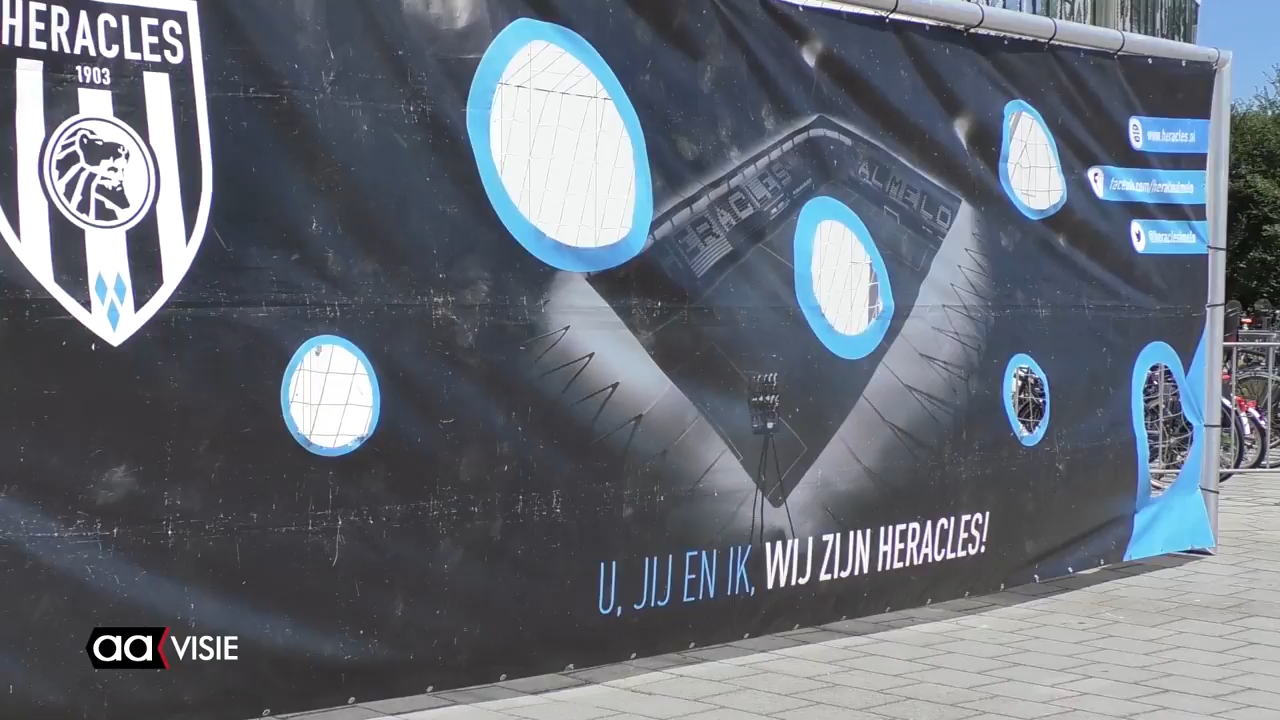 HERACLES
1903
HERACLES
ALMELO
www.heracles.nl
U, JIJ EN IK, WIJ ZIJN HERACLES!
aa VISIE